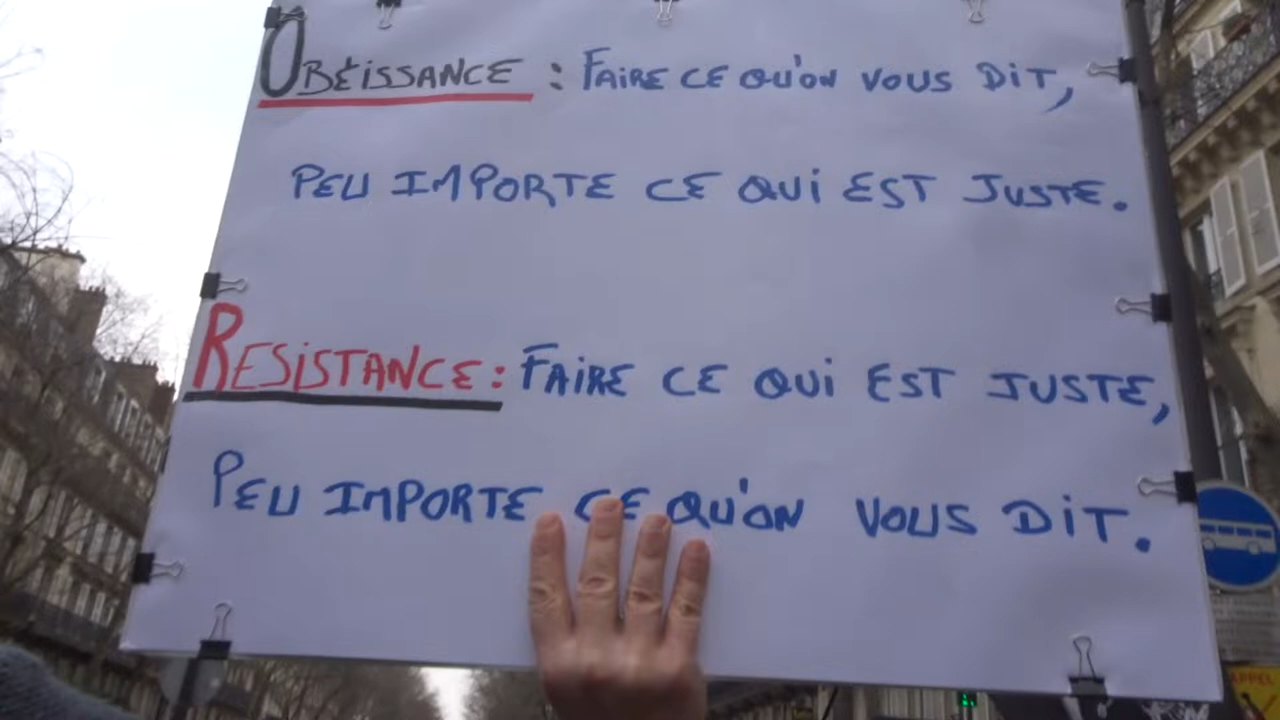 OBÉISSANCE : FAIRE CE QU'ON VOUS DIT,
PEU IMPORTE CE QUI EST JUSTE.
RESISTANCE : FAIRE CE QUI EST JUSTE,
PEU IMPORTE CE QU'ON VOUS DIT.
APPEL